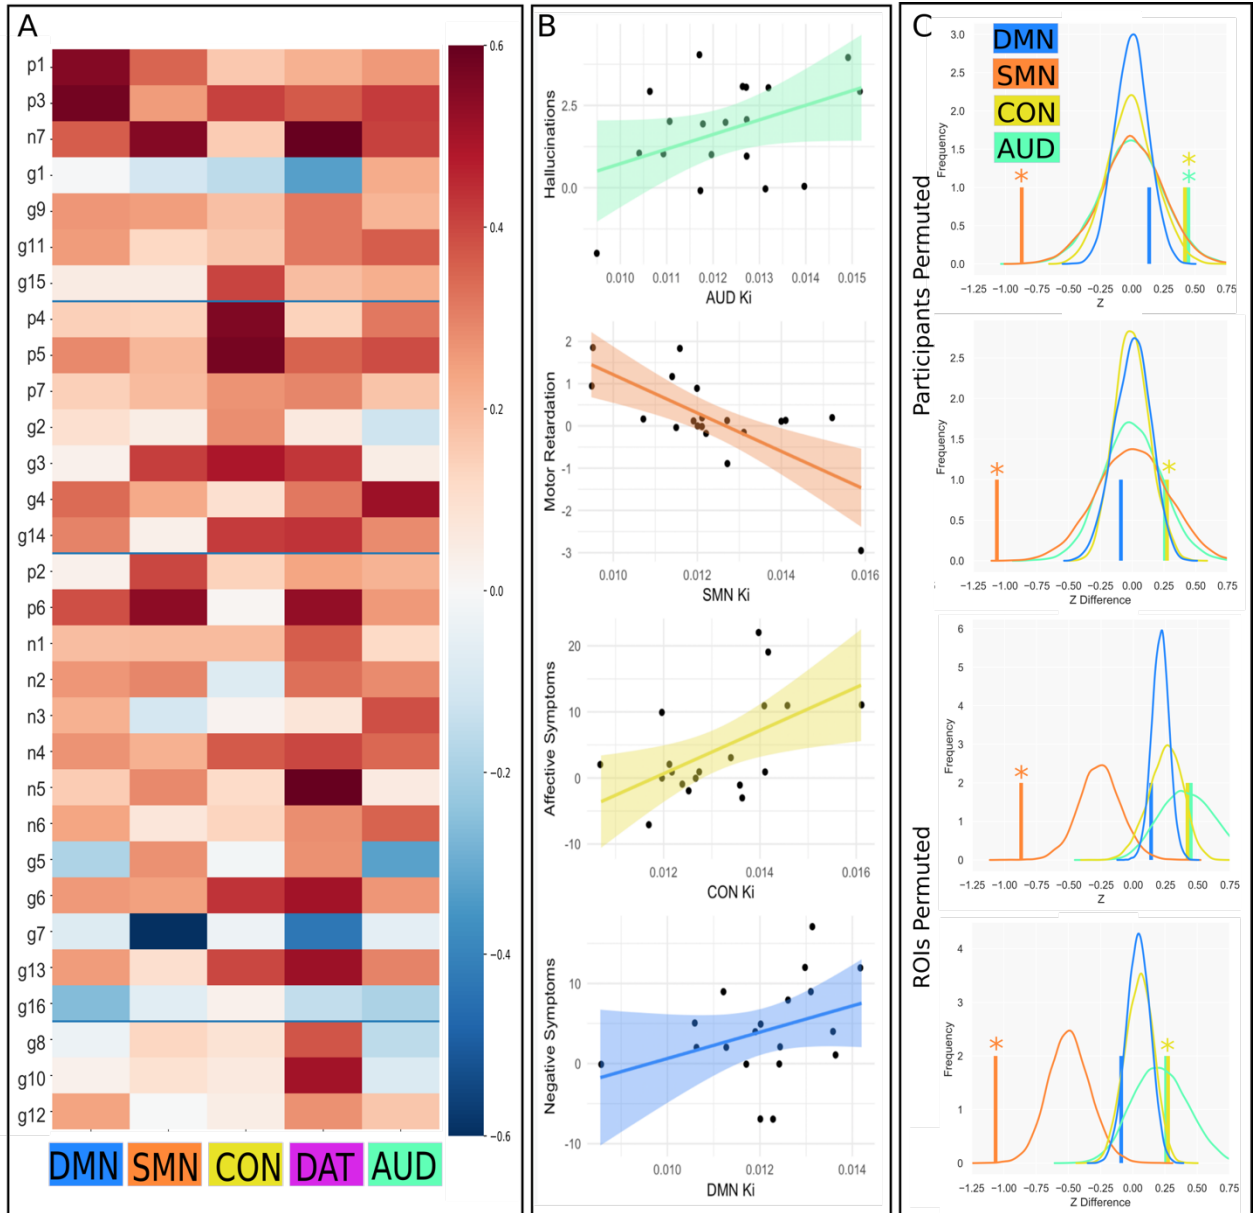 A
p1
p3
n7
g1
g9
g11
g15
p4
p5
p7
g2
g3
g4
g14
p2
p6
n1
n2
n3
n4
n5
n6
g5
g6
g7
g13
g16
g8
g10
g12
0.6
0.4
0.2
0.0
−0.2
−0.4
−0.6
DMN SMN CON DAT AUD
B
Hallucinations
2.5
0.0
0.010 0.011 0.012 0.013 0.014 0.015
AUD Ki
Motor Retardation
2
1
0
-1
-2
-3
0.010 0.012 0.014 0.016
SMN Ki
Affective Symptoms
20
10
0
-10
0.012 0.014 0.016
CON Ki
Negative Symptoms
10
0
-10
0.010 0.012 0.014
DMN Ki
C
DMN
SMN
CON
AUD
Participants Permuted
Frequency
3.0
2.5
2.0
1.5
1.0
0.5
0.0
−1.25 −1.00 −0.75 −0.50 −0.25 0.00 0.25 0.50 0.75
Z
Frequency
2.5
2.0
1.5
1.0
0.5
0.0
−1.25 −1.00 −0.75 −0.50 −0.25 0.00 0.25 0.50 0.75
Z Difference
ROIs Permuted
Frequency
6
5
4
3
2
1
0
−1.25 −1.00 −0.75 −0.50 −0.25 0.00 0.25 0.50 0.75
Z
Frequency
4
3
2
1
0
−1.25 −1.00 −0.75 −0.50 −0.25 0.00 0.25 0.50 0.75
Z Difference